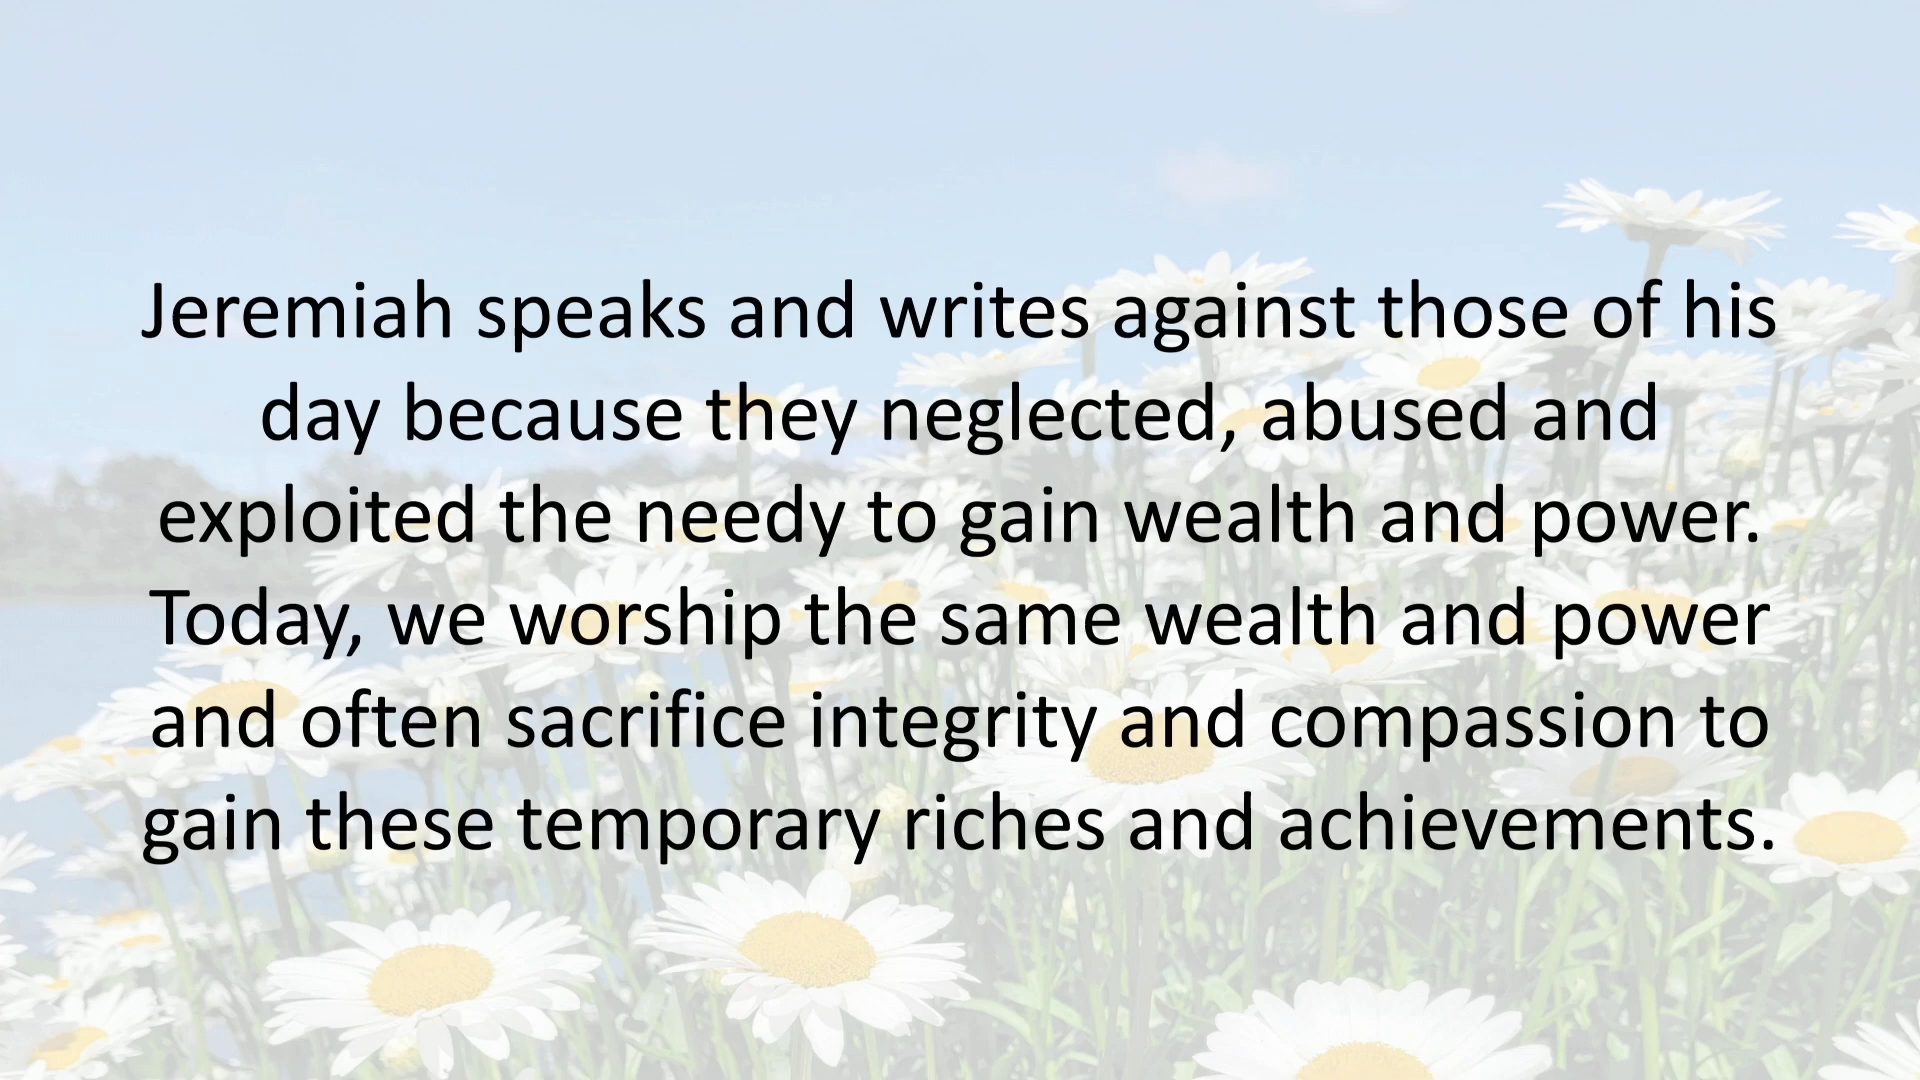 Jeremiah speaks and writes against those of his
day because they neglected, abused and
exploited the needy to gain wealth and power.
Today, we worship the same wealth and power
and often sacrifice integrity and compassion to
gain these temporary riches and achievements.